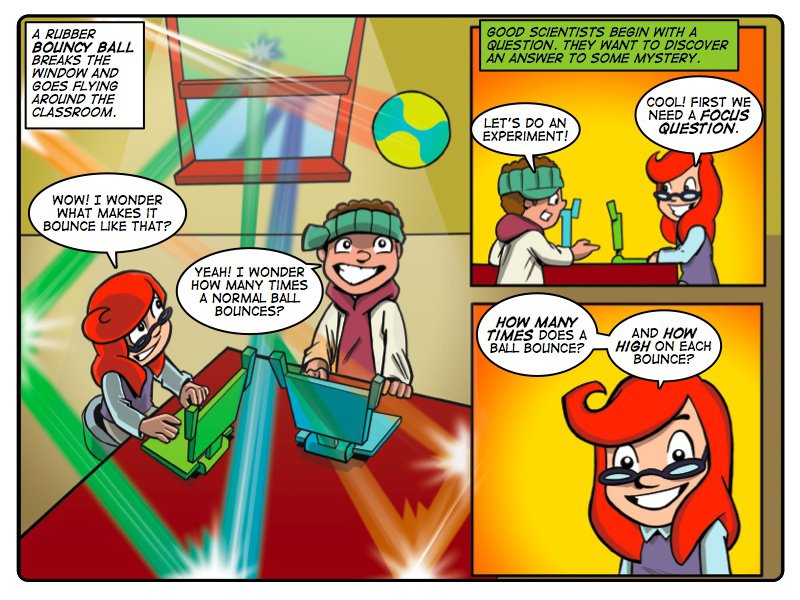 A RUBBER
BOUNCY BALL
BREAKS THE
WINDOW AND
GOES FLYING
AROUND THE
CLASSROOM.
WOW! I WONDER
WHAT MAKES IT
BOUNCE LIKE THAT?
YEAH! I WONDER
HOW MANY TIMES
A NORMAL BALL
BOUNCES?
GOOD SCIENTISTS BEGIN WITH A
QUESTION. THEY WANT TO DISCOVER
AN ANSWER TO SOME MYSTERY.
LET'S DO AN
EXPERIMENT!
COOL! FIRST WE
NEED A FOCUS
QUESTION.
HOW MANY
TIMES DOES A
BALL BOUNCE?
AND HOW
HIGH ON EACH
BOUNCE?